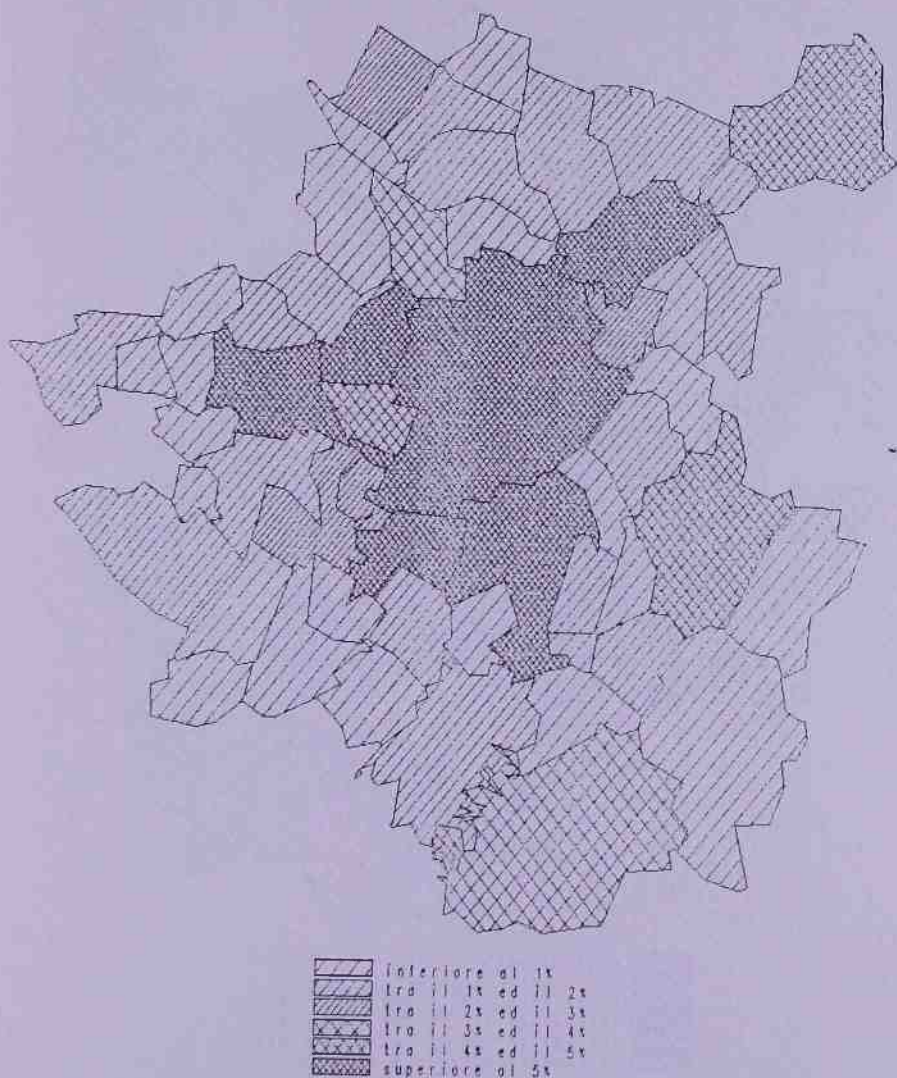 inferiore al 1%
tra il 1% ed il 2%
tra il 2% ed il 3%
tra il 3% ed il 4%
tra il 4% ed il 5%
superiore al 5%